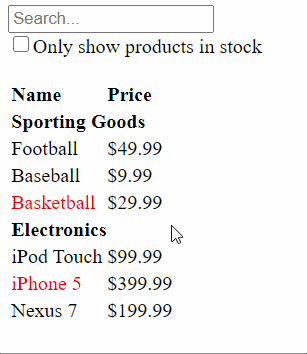 Search...
Only show products in stock
Name Price
Sporting Goods
Football $49.99
Baseball $9.99
Basketball $29.99
Electronics
iPod Touch $99.99
iPhone 5 $399.99
Nexus 7 $199.99